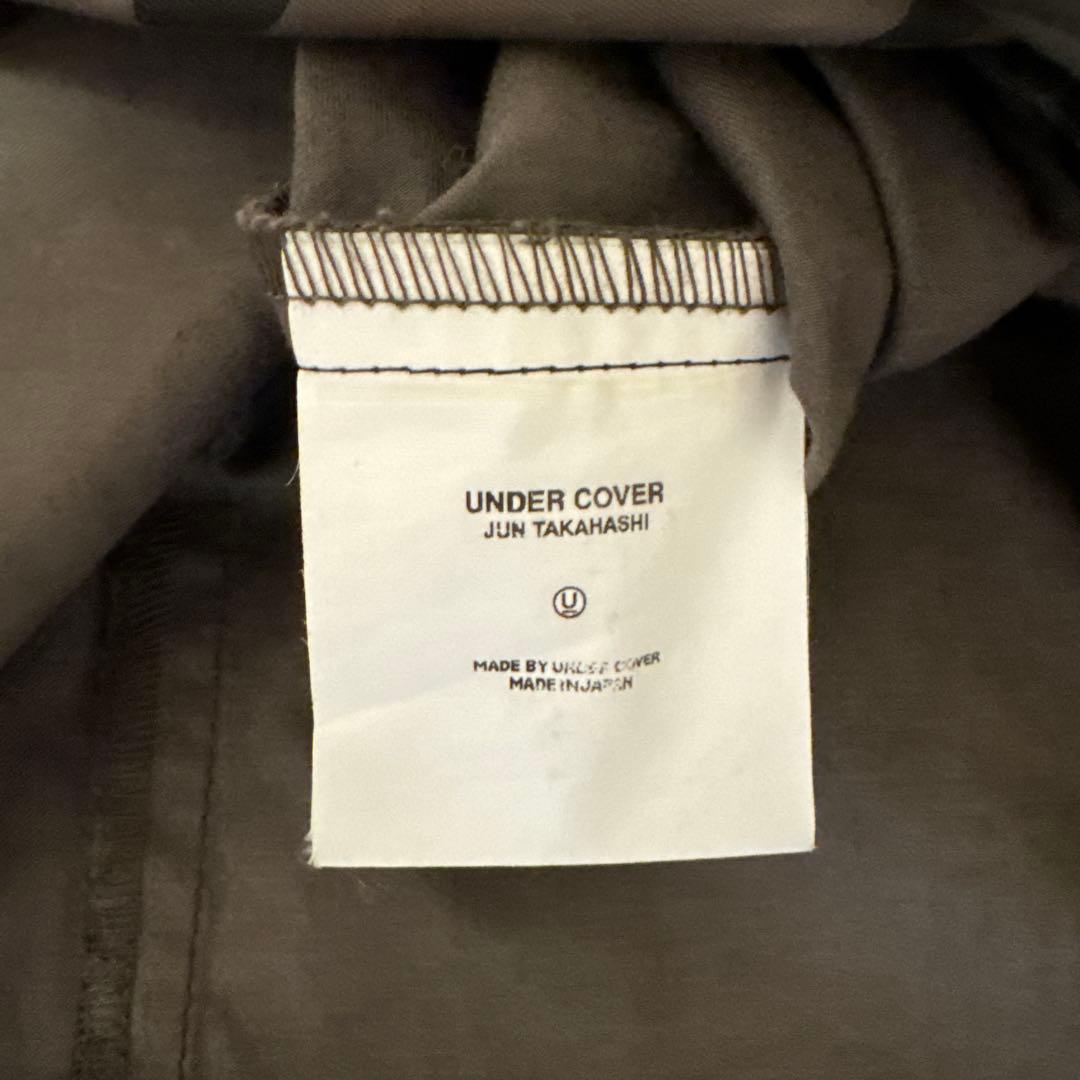 UNDER COVER
JUN TAKAHASHI
U
MADE BY UNDER COVER
MADE IN JAPAN